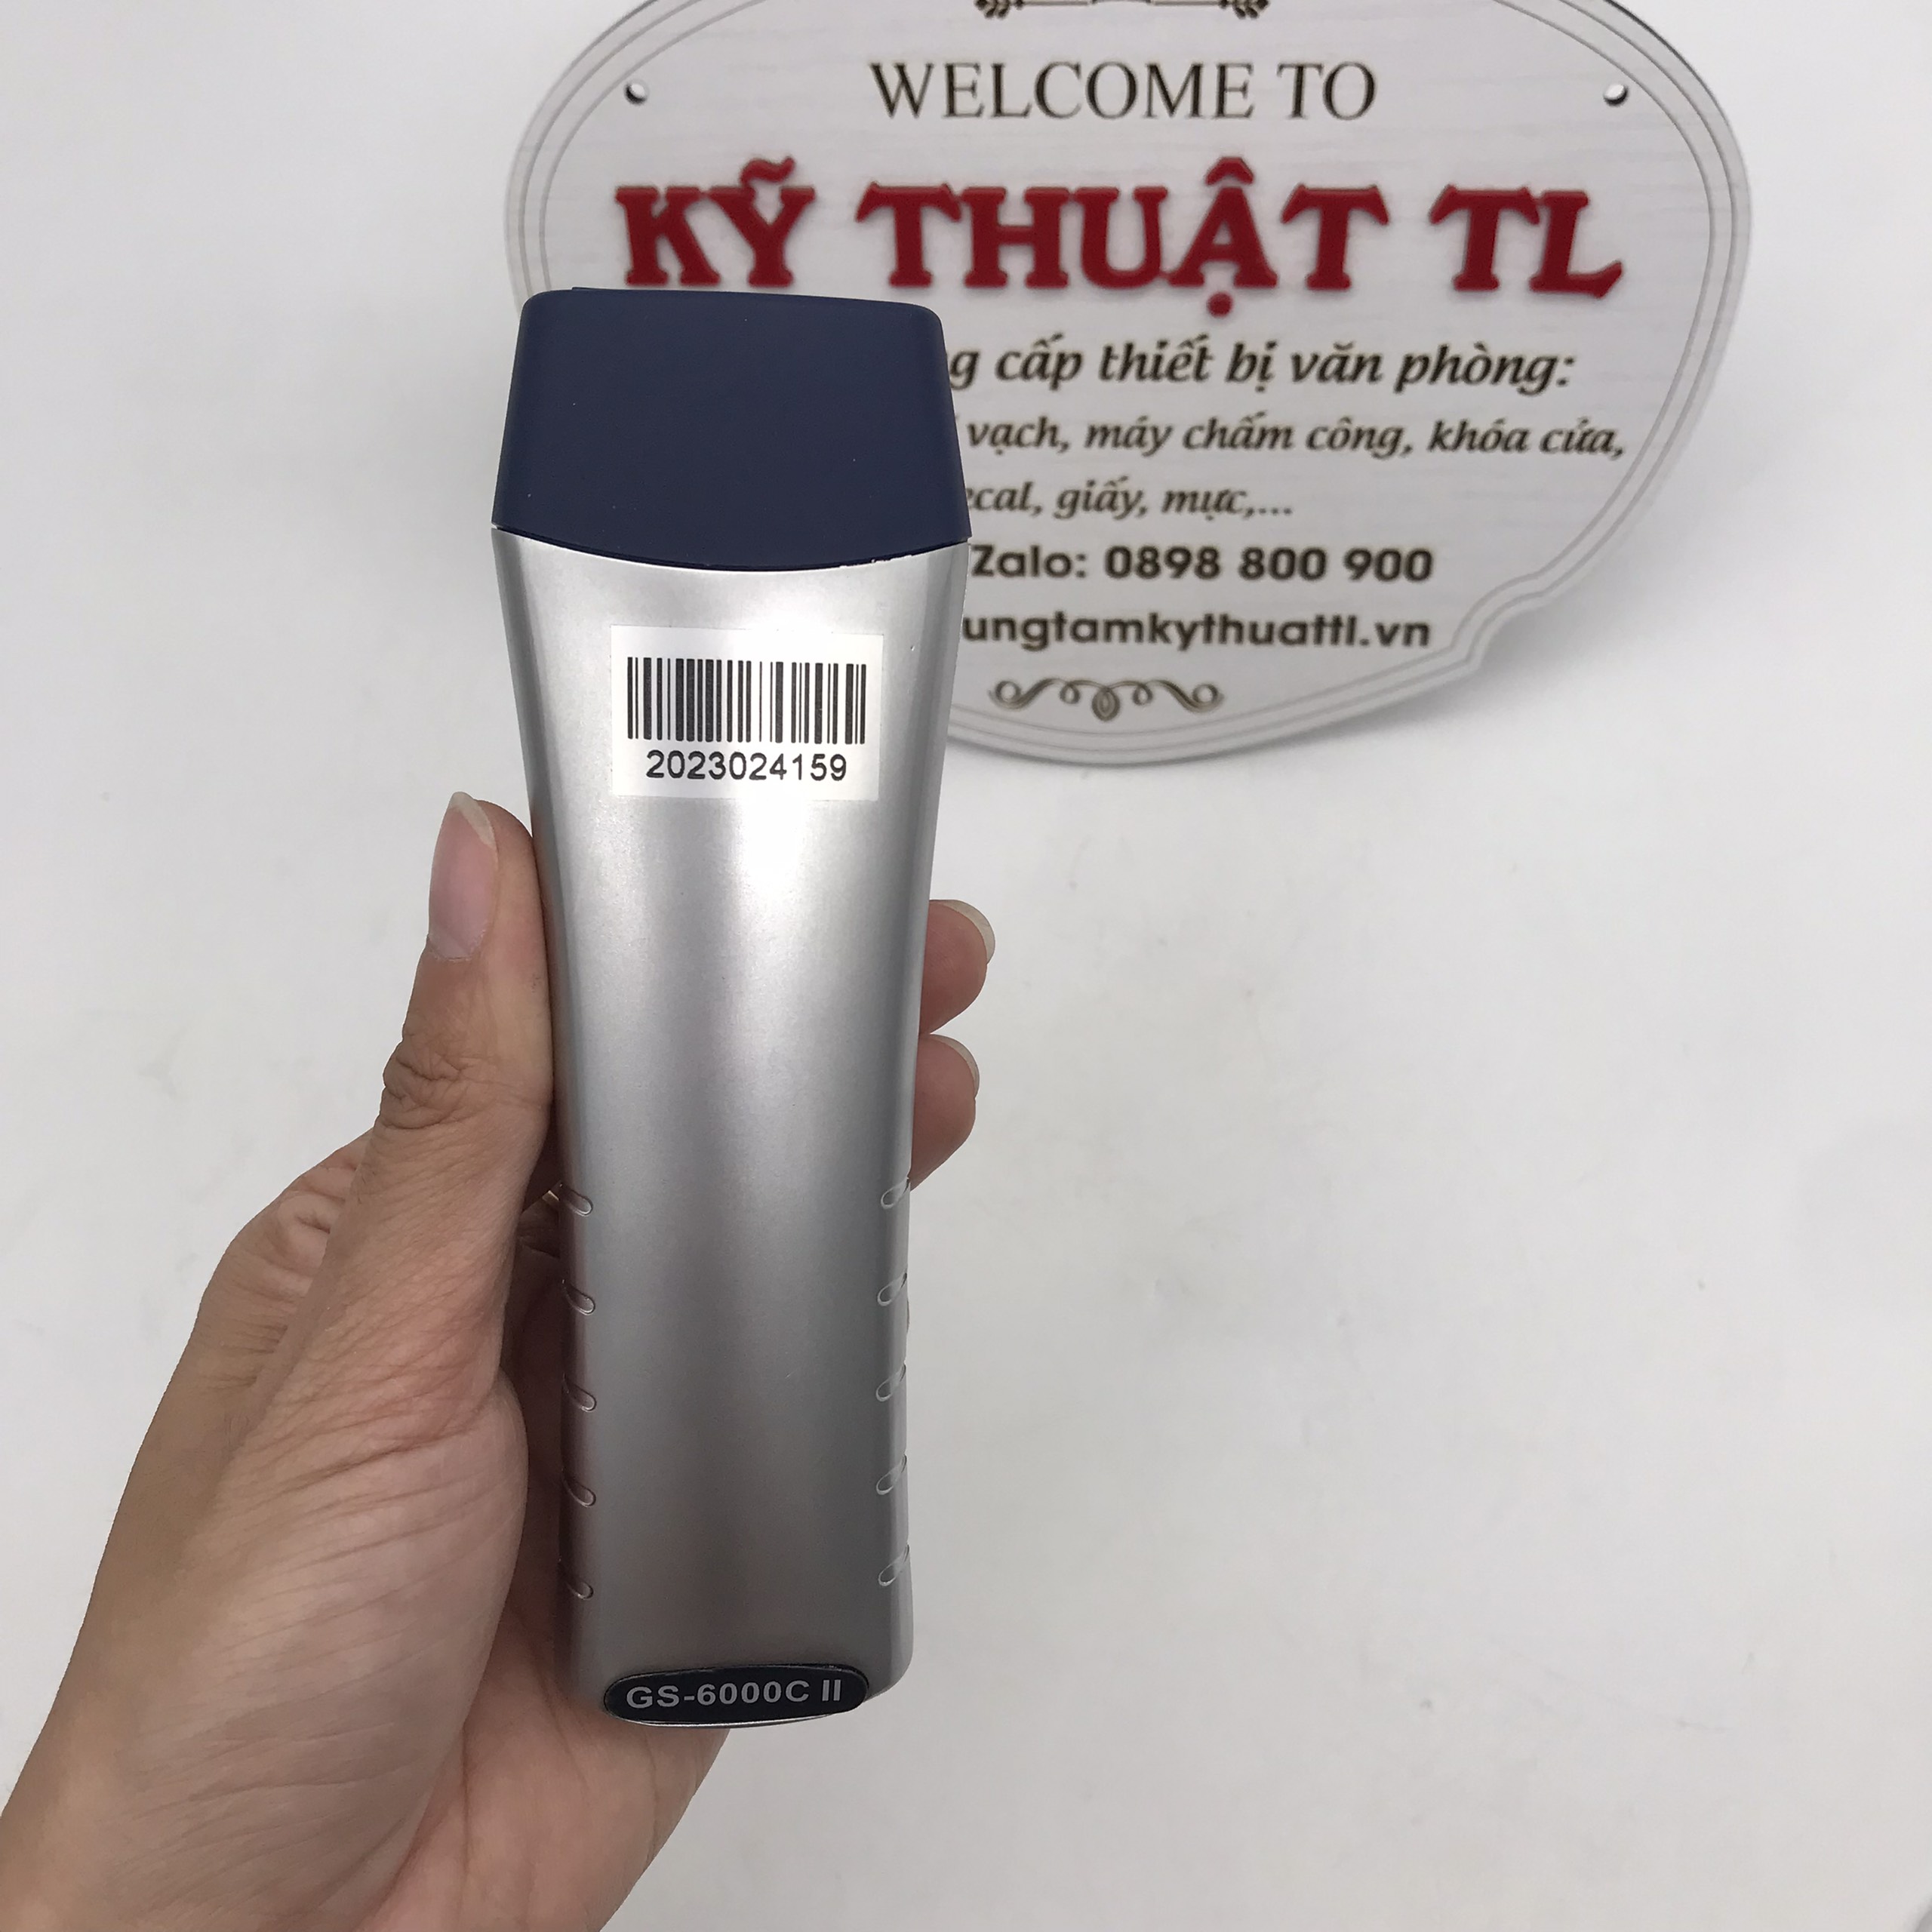 WELCOME TO
KỸ THUẬT TL
cấp thiết bị văn phòng:
vạch, máy chấm công, khóa cửa,
giấy, mực,...
Zalo: 0898 800 900
ungtamkythuattl.vn
2023024159
GS-6000C II